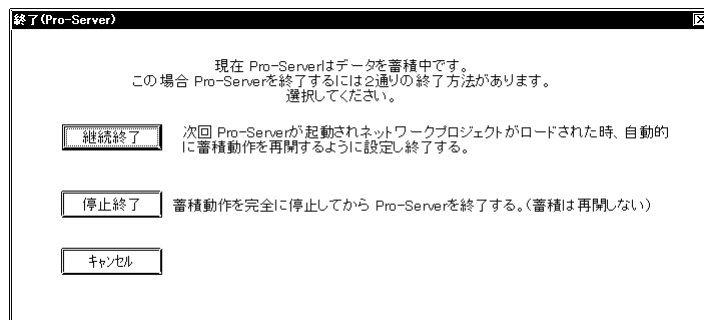 終了(Pro-Server)
現在 Pro-Serverはデータを蓄積中です。
この場合 Pro-Serverを終了するには2通りの終了方法があります。
選択してください。
継続終了
次回 Pro-Serverが起動されネットワークプロジェクトがロードされた時、自動的
に蓄積動作を再開するように設定し終了する。
停止終了
蓄積動作を完全に停止してから Pro-Serverを終了する。(蓄積は再開しない)
キャンセル